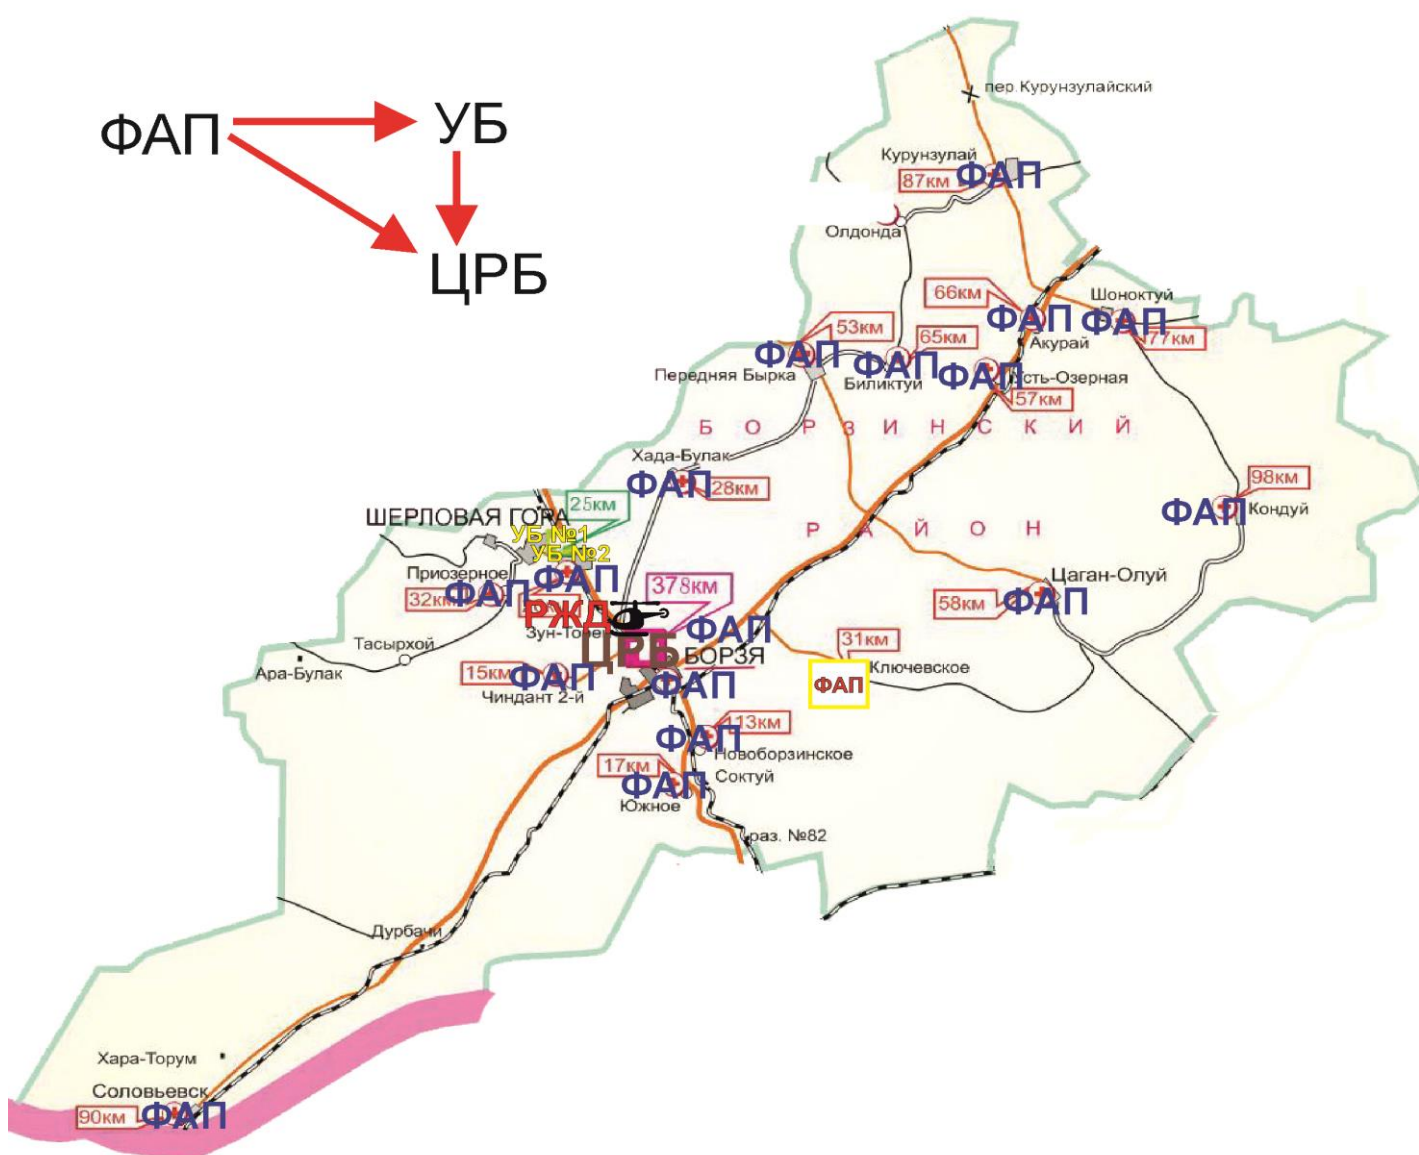 ФАП
УБ
ЦРБ
пер.Курунзулайский
Курунзулай
87км
ФАП
Олдонда
66км
Шоноктуй
ФАП
ФАП
77км
Акурай
53км
ФАП
Передняя Бырка
65км
ФАП
Биликтуй
ФАП
Усть-Озерная
57км
БОРЗИНСКИЙ
РАЙОН
Хада-Булак
ФАП
28км
98км
ФАП
Кондуй
25км
ШЕРЛОВАЯ ГОРА
УБ №1
УБ №2
Приозерное
ФАП
32км
ФАП
РЖД
Зун-Торей
378км
ЦРБ
ФАП
БОРЗЯ
ФАП
Цаган-Олуй
58км
ФАП
31км
Ключевское
ФАП
Тасырхой
Ара-Булак
15км
ФАП
Чиндант 2-й
113км
ФАП
Новоборзинское
17км
ФАП
Соктуй
Южное
раз. №82
Дурбачи
Хара-Торум
Соловьевск
90км
ФАП